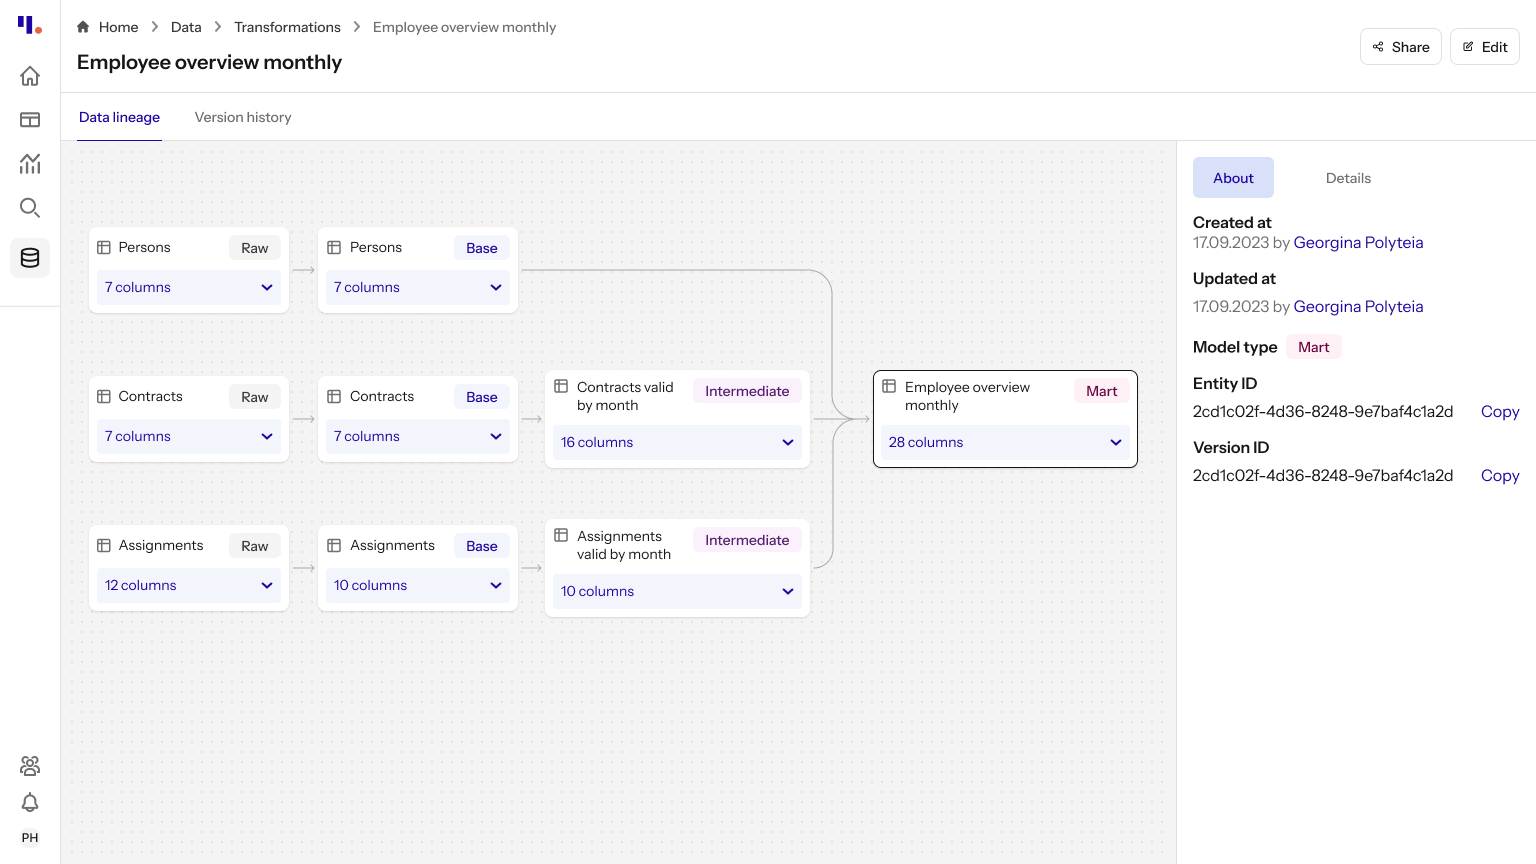 Home
Data
Transformations
Employee overview monthly
Employee overview monthly
Share
Edit
Data lineage
Version history
Persons
Raw
7 columns
Persons
Base
7 columns
Contracts
Raw
7 columns
Contracts
Base
7 columns
Contracts valid
by month
Intermediate
16 columns
Employee overview
monthly
Mart
28 columns
Assignments
Raw
12 columns
Assignments
Base
10 columns
Assignments
valid by month
Intermediate
10 columns
About
Details
Created at
17.09.2023 by Georgina Polyteia
Updated at
17.09.2023 by Georgina Polyteia
Model type Mart
Entity ID
2cd1c02f-4d36-8248-9e7baf4c1a2d Copy
Version ID
2cd1c02f-4d36-8248-9e7baf4c1a2d Copy
PH